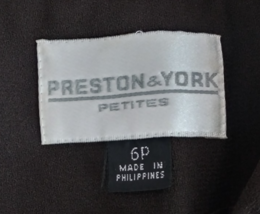 PRESTON & YORK
PETITES
6P
MADE IN
PHILIPPINES